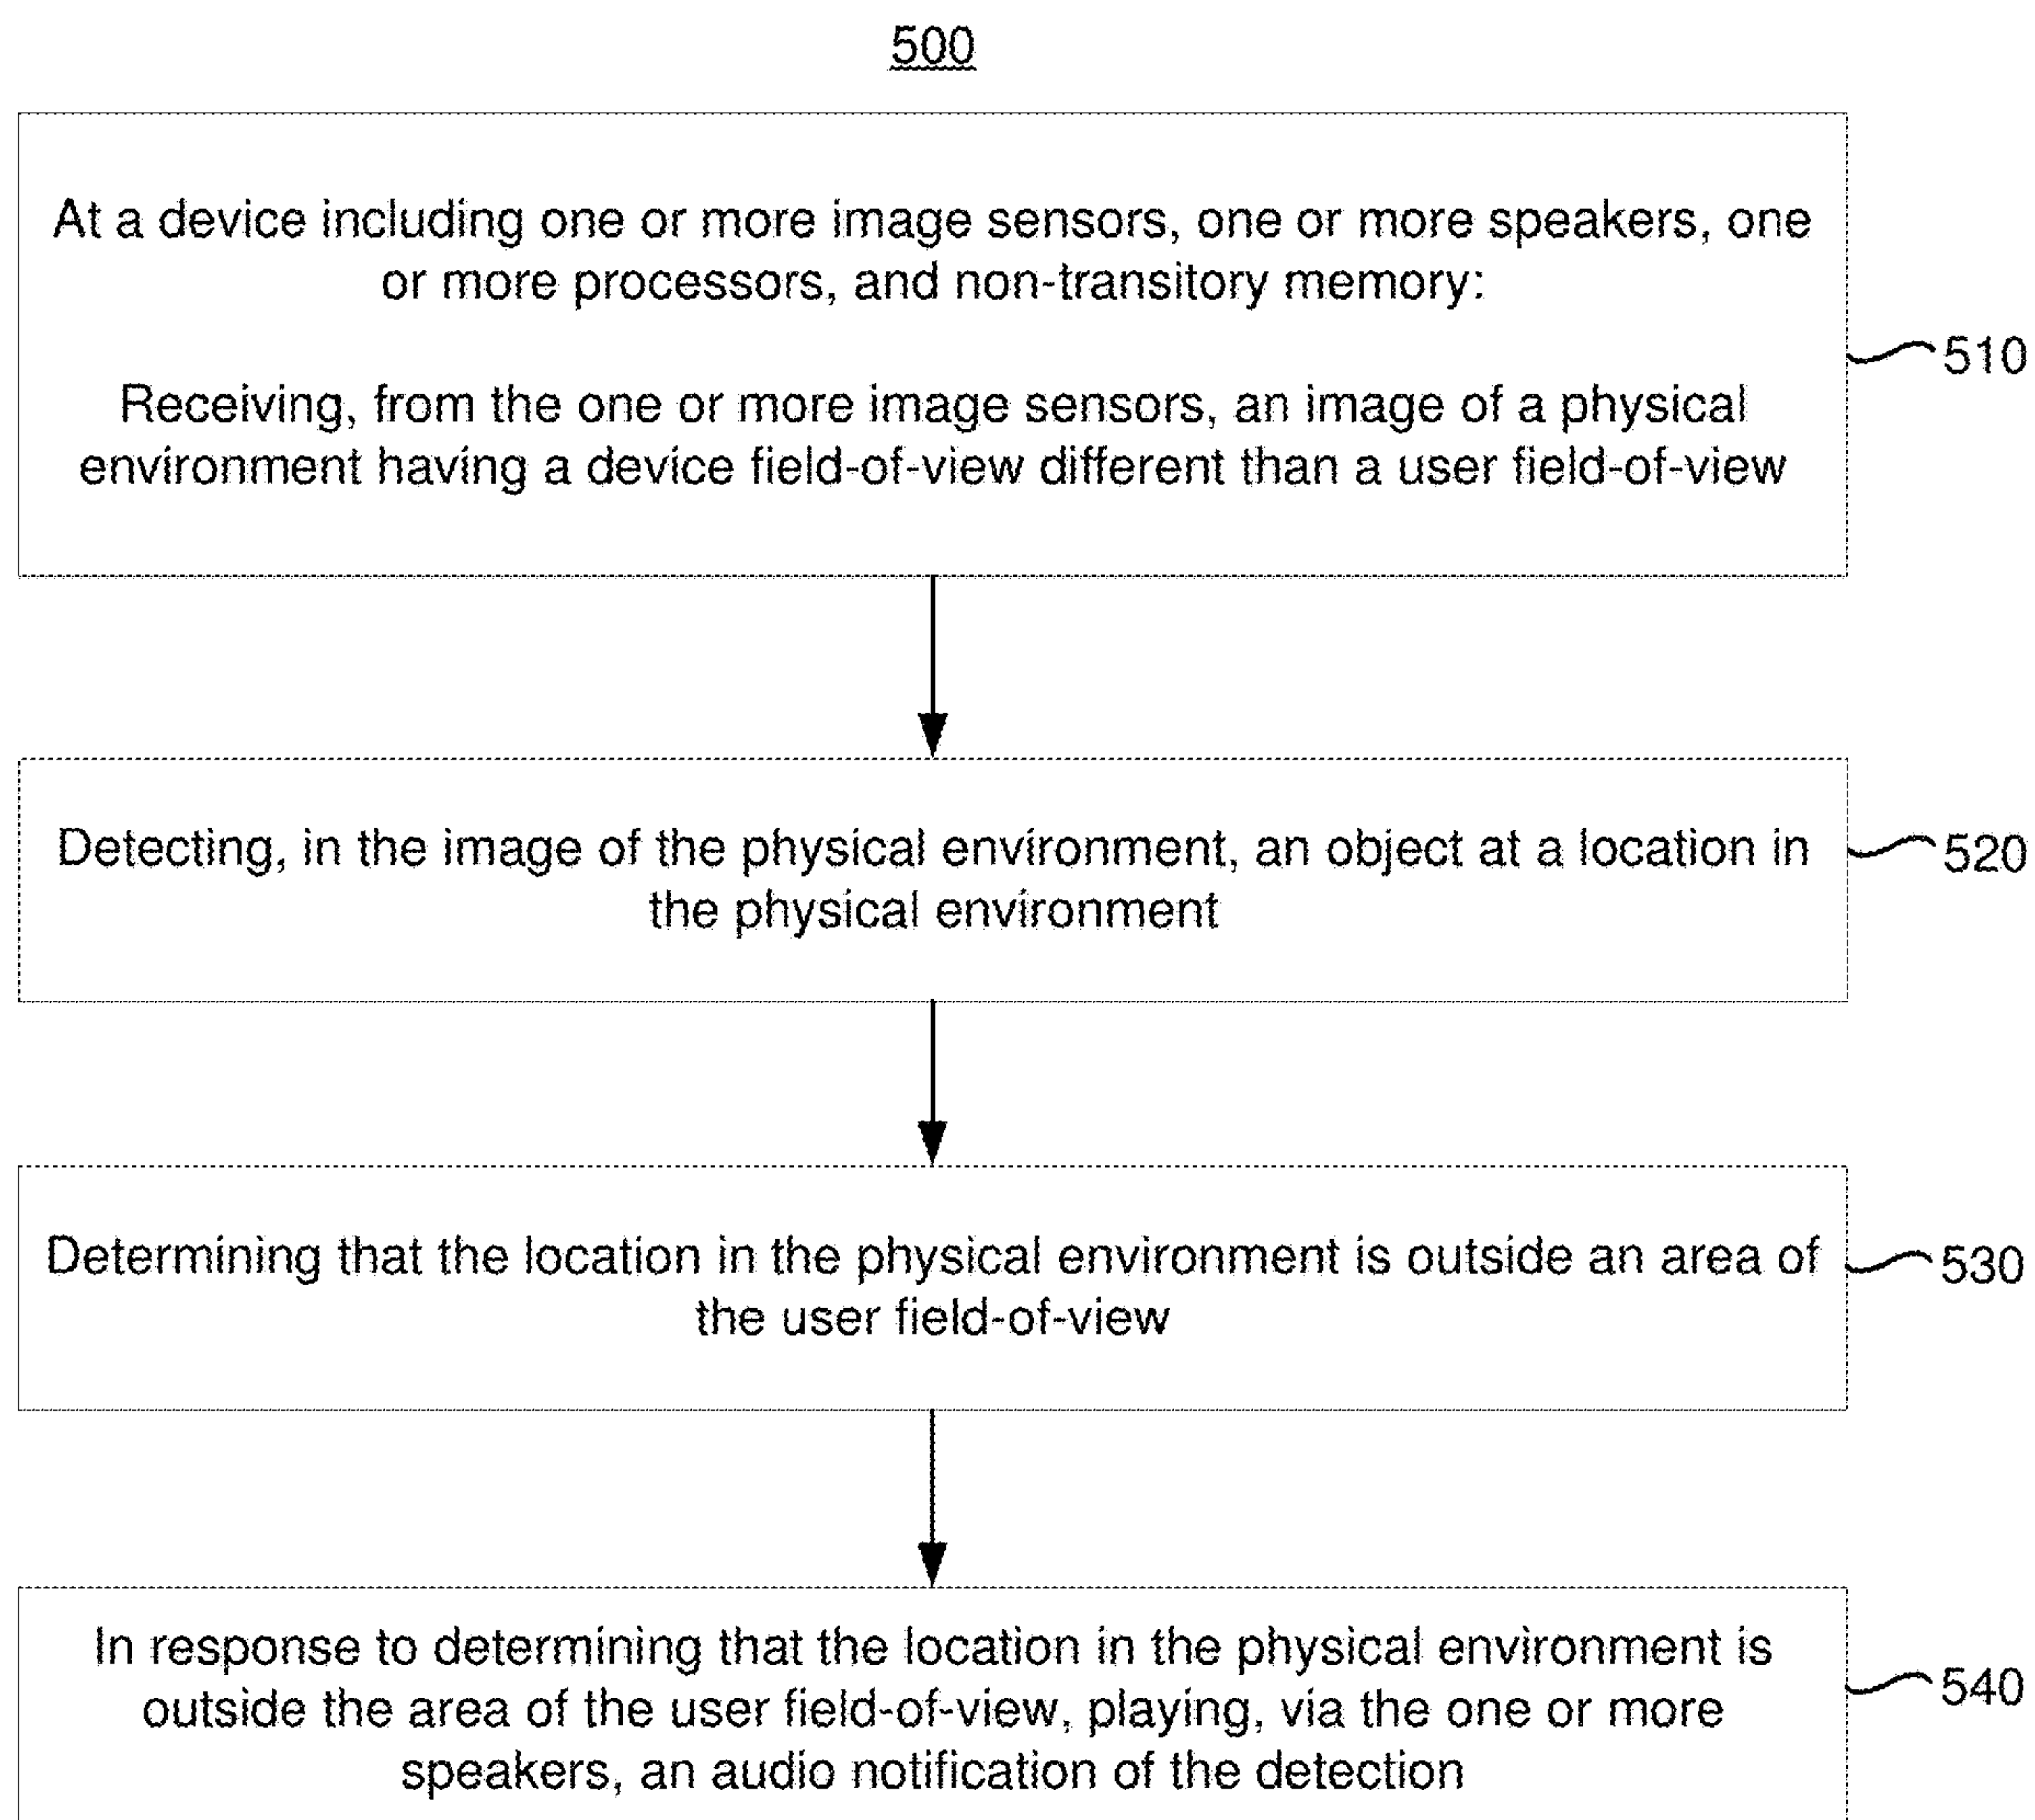 500
At a device including one or more image sensors, one or more speakers, one
or more processors, and non-transitory memory:
Receiving, from the one or more image sensors, an image of a physical
environment having a device field-of-view different than a user field-of-view
510
Detecting, in the image of the physical environment, an object at a location in
the physical environment
520
Determining that the location in the physical environment is outside an area of
the user field-of-view
530
In response to determining that the location in the physical environment is
outside the area of the user field-of-view, playing, via the one or more
speakers, an audio notification of the detection
540